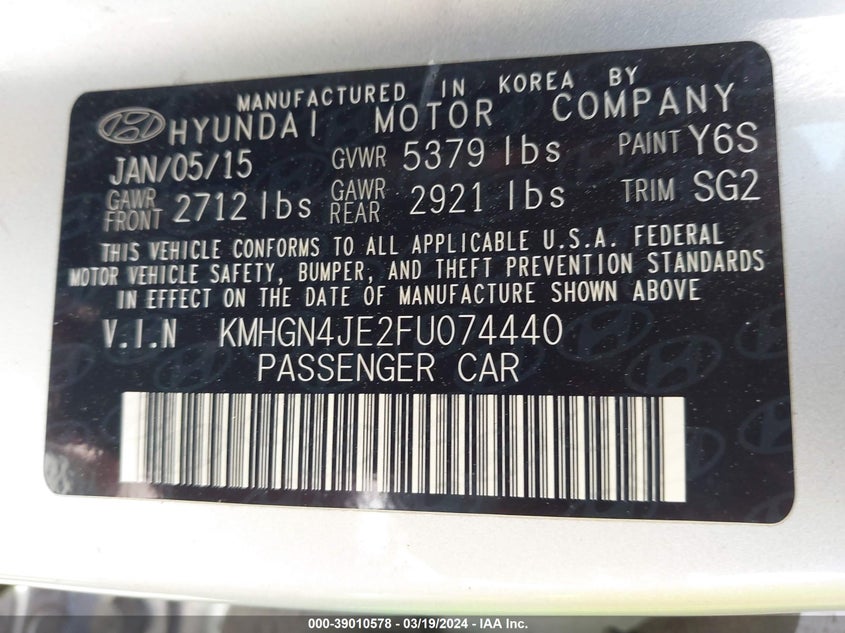 MANUFACTURED IN KOREA BY
HYUNDAI MOTOR COMPANY
JAN/05/15 GVWR 5379 lbs PAINT Y6S
GAWR FRONT 2712 lbs GAWR REAR 2921 lbs TRIM SG2
THIS VEHICLE CONFORMS TO ALL APPLICABLE U.S.A. FEDERAL
MOTOR VEHICLE SAFETY, BUMPER, AND THEFT PREVENTION STANDARDS
IN EFFECT ON THE DATE OF MANUFACTURE SHOWN ABOVE
V.I.N KMHGN4JE2FU074440
PASSENGER CAR
000-39010578 - 03/19/2024 - IAA Inc.